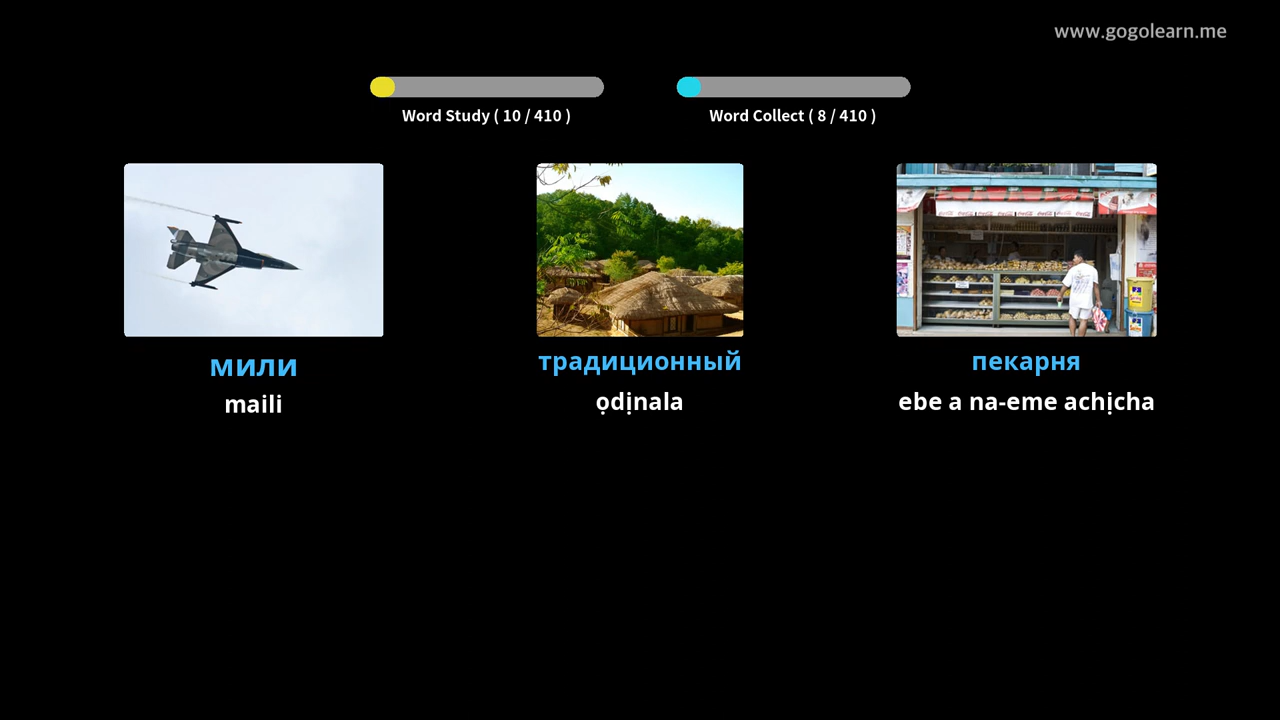 www.gogolearn.me
Word Study ( 10 / 410 )
Word Collect ( 8 / 410 )
мили
традиционный
пекарня
maili
ọdịnala
ebe a na-eme achịcha